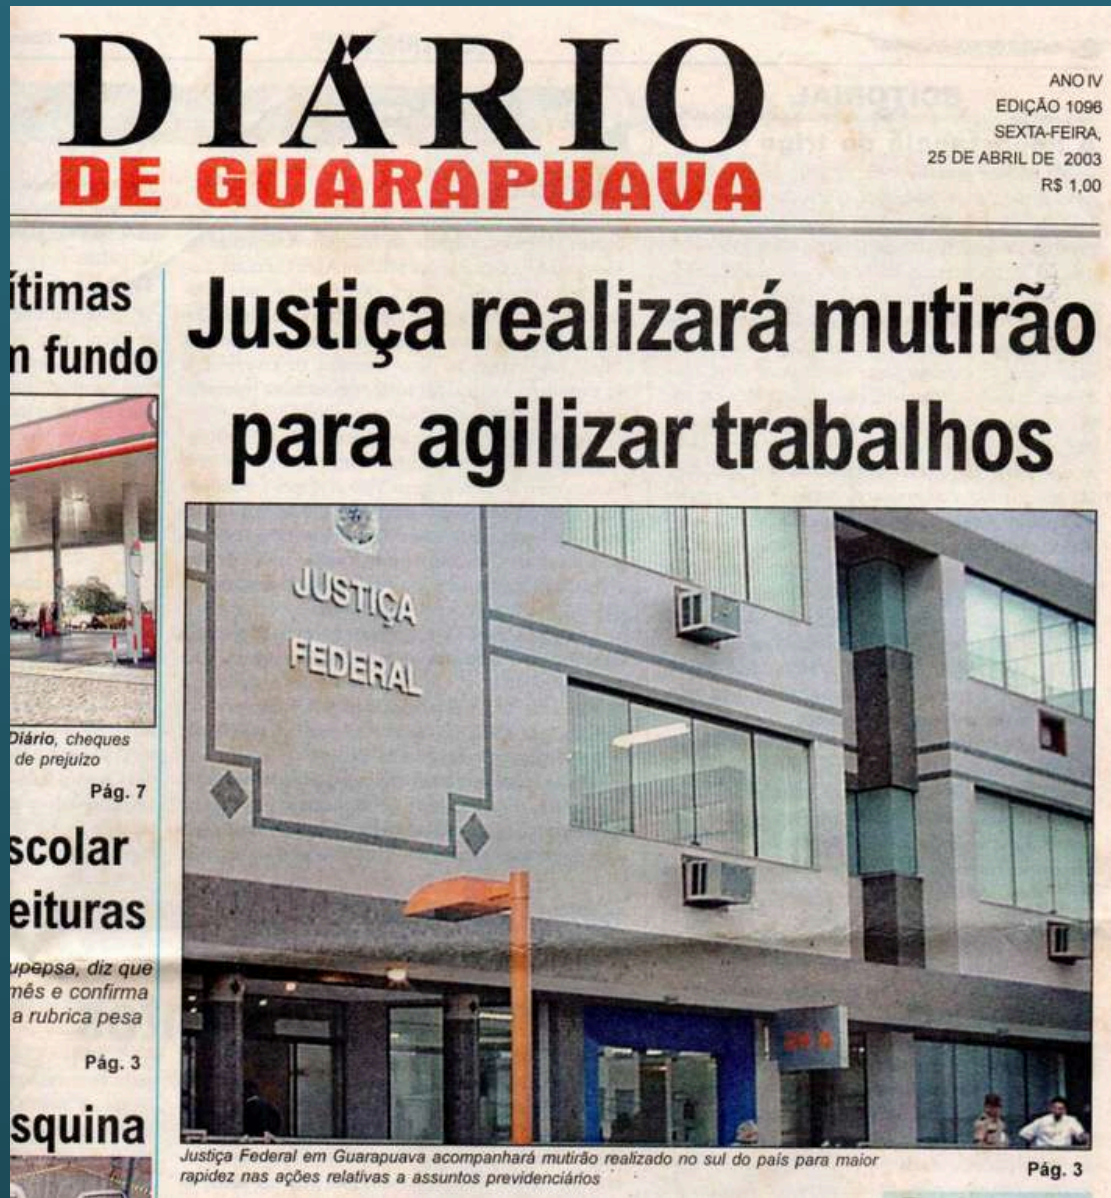 DIÁRIO
DE GUARAPUAVA
ANO IV
EDIÇÃO 1096
SEXTA-FEIRA,
25 DE ABRIL DE 2003
R$ 1,00
ítimas
m fundo
Diário, cheques
de prejuízo
Pág. 7
scolar
eituras
upepsa, diz que
mês e confirma
a rubrica pesa
Pág. 3
squina
Justiça realizará mutirão
para agilizar trabalhos
JUSTIÇA
FEDERAL
Justiça Federal em Guarapuava acompanhará mutirão realizado no sul do país para maior
rapidez nas ações relativas a assuntos previdenciários
Pág. 3